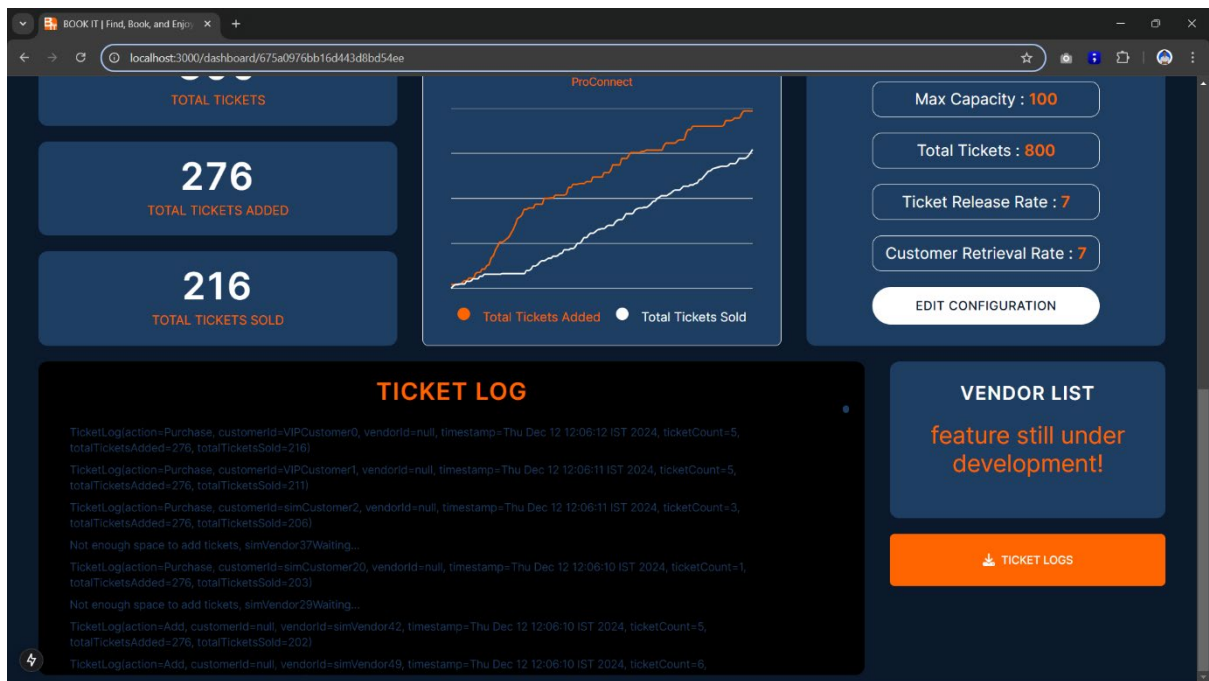 BOOK IT | Find, Book, and Enjo
localhost:3000/dashboard/675a0976bb16d443d8bd54ee
TOTAL TICKETS
276
TOTAL TICKETS ADDED
216
TOTAL TICKETS SOLD
ProConnect
Total Tickets Added
Total Tickets Sold
Max Capacity : 100
Total Tickets : 800
Ticket Release Rate : 7
Customer Retrieval Rate : 7
EDIT CONFIGURATION
TICKET LOG
TicketLog(action=Purchase, customerId=VIPCustomer0, vendorId=null, timestamp=Thu Dec 12 12:06:12 IST 2024, ticketCount=5,
totalTicketsAdded=276, totalTicketsSold=216)
TicketLog(action=Purchase, customerId=VIPCustomer1, vendorId=null, timestamp=Thu Dec 12 12:06:11 IST 2024, ticketCount=5,
totalTicketsAdded=276, totalTicketsSold=211)
TicketLog(action=Purchase, customerId=simCustomer2, vendorId=null, timestamp=Thu Dec 12 12:06:11 IST 2024, ticketCount=3,
totalTicketsAdded=276, totalTicketsSold=206)
Not enough space to add tickets, simVendor37Waiting...
TicketLog(action=Purchase, customerId=simCustomer20, vendorId=null, timestamp=Thu Dec 12 12:06:10 IST 2024, ticketCount=1,
totalTicketsAdded=276, totalTicketsSold=203)
Not enough space to add tickets, simVendor29Waiting...
TicketLog(action=Add, customerId=null, vendorId=simVendor42, timestamp=Thu Dec 12 12:06:10 IST 2024, ticketCount=5,
totalTicketsAdded=276, totalTicketsSold=202)
TicketLog(action=Add, customerId=null, vendorId=simVendor49, timestamp=Thu Dec 12 12:06:10 IST 2024, ticketCount=6,
VENDOR LIST
feature still under
development!
TICKET LOGS